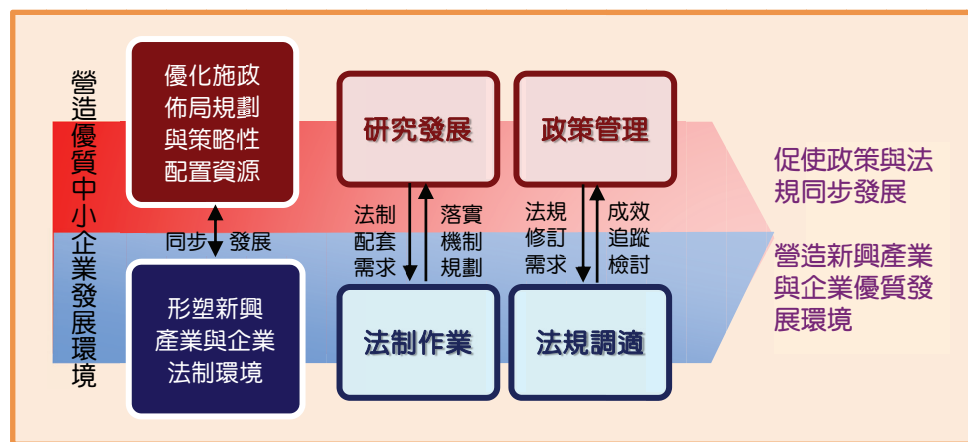 營造優質中小企業發展環境
優化施政
佈局規劃
與策略性
配置資源
同步 發展
形塑新興
產業與企業
法制環境
研究發展
法制
配套
需求
落實
機制
規劃
法制作業
政策管理
法規
修訂
需求
成效
追蹤
檢討
法規調適
促使政策與法
規同步發展
營造新興產業
與企業優質發
展環境